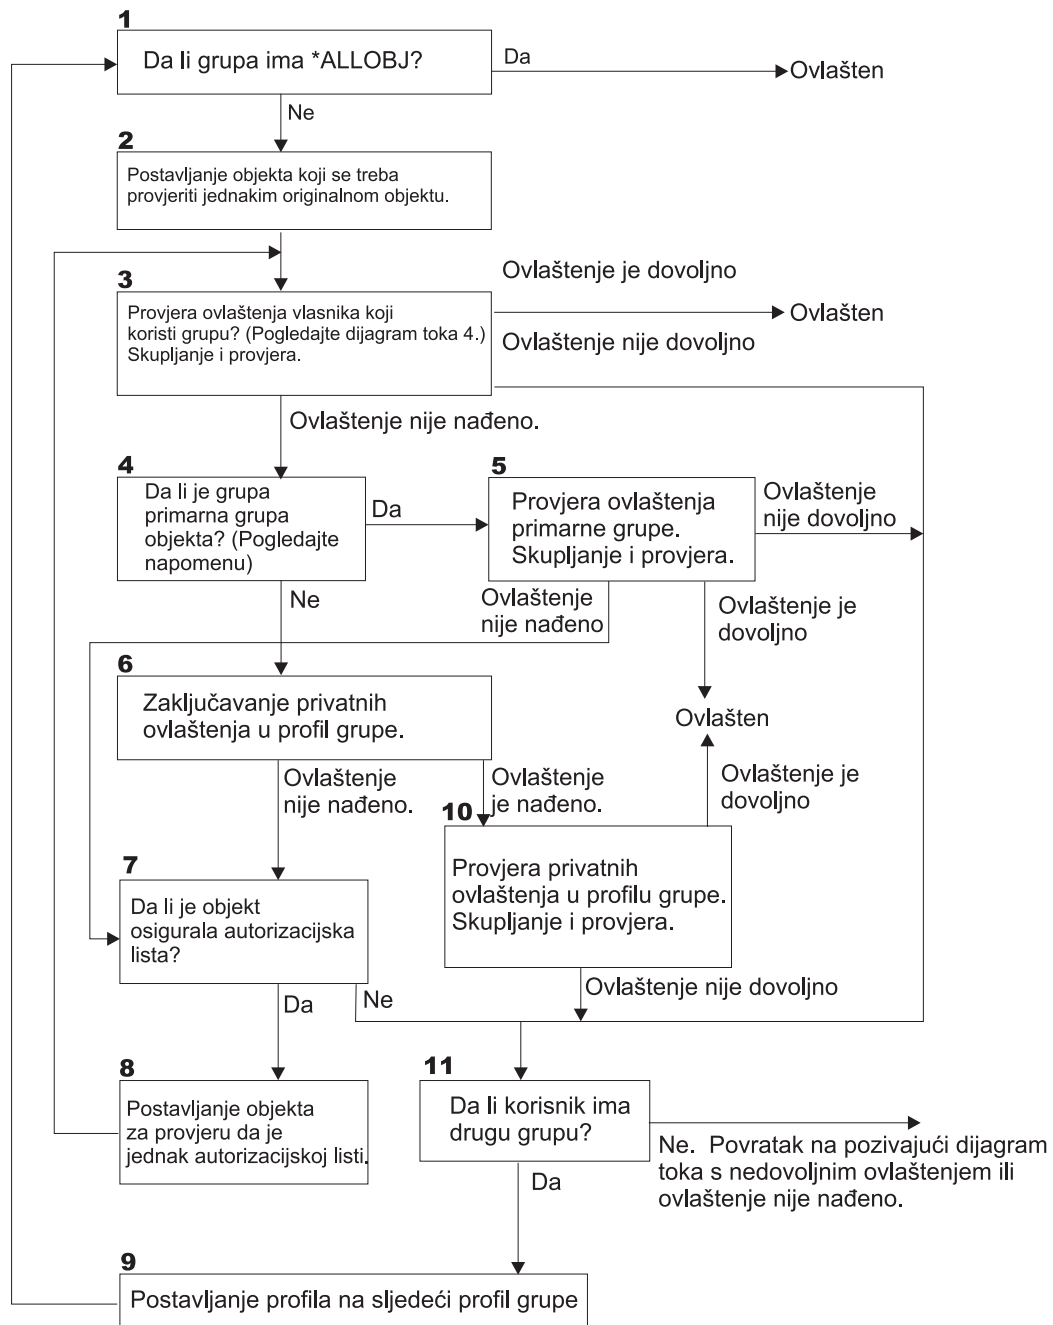 1
Da li grupa ima *ALLOBJ?
Da
Ovlašten
Ne
2
Postavljanje objekta koji se treba
provjeriti jednakim originalnom objektu.
3
Provjera ovlaštenja vlasnika koji
koristi grupu? (Pogledajte dijagram toka 4.)
Skupljanje i provjera.
Ovlaštenje je dovoljno
Ovlašten
Ovlaštenje nije dovoljno
Ovlaštenje nije nađeno.
4
Da li je grupa
primarna grupa
objekta? (Pogledajte
napomenu)
Da
5
Provjera ovlaštenja
primarne grupe.
Skupljanje i provjera.
Ovlaštenje
nije dovoljno
Ne
Ovlaštenje
nije nađeno
Ovlaštenje je
dovoljno
6
Zaključavanje privatnih
ovlaštenja u profil grupe.
Ovlašten
Ovlaštenje
nije nađeno.
Ovlaštenje
je nađeno.
Ovlaštenje je
dovoljno
10
Provjera privatnih
ovlaštenja u profilu grupe.
Skupljanje i provjera.
7
Da li je objekt
osigurala autorizacijska
lista?
Ovlaštenje nije dovoljno
Da
Ne
8
Postavljanje objekta
za provjeru da je
jednak autorizacijskoj listi.
11
Da li korisnik ima
drugu grupu?
Ne. Povratak na pozivajući dijagram
toka s nedovoljnim ovlaštenjem ili
ovlaštenje nije nađeno.
Da
9
Postavljanje profila na sljedeći profil grupe